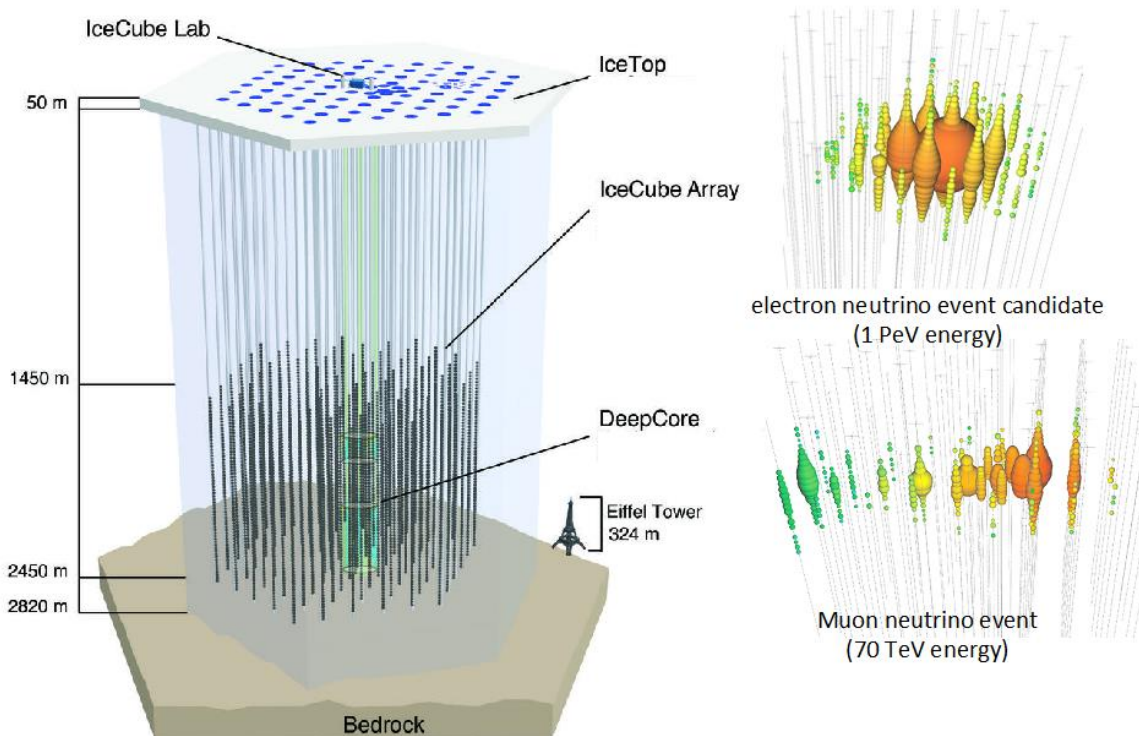 IceCube Lab
IceTop
50 m
IceCube Array
1450 m
DeepCore
Eiffel Tower
324 m
2450 m
2820 m
Bedrock
electron neutrino event candidate
(1 PeV energy)
Muon neutrino event
(70 TeV energy)